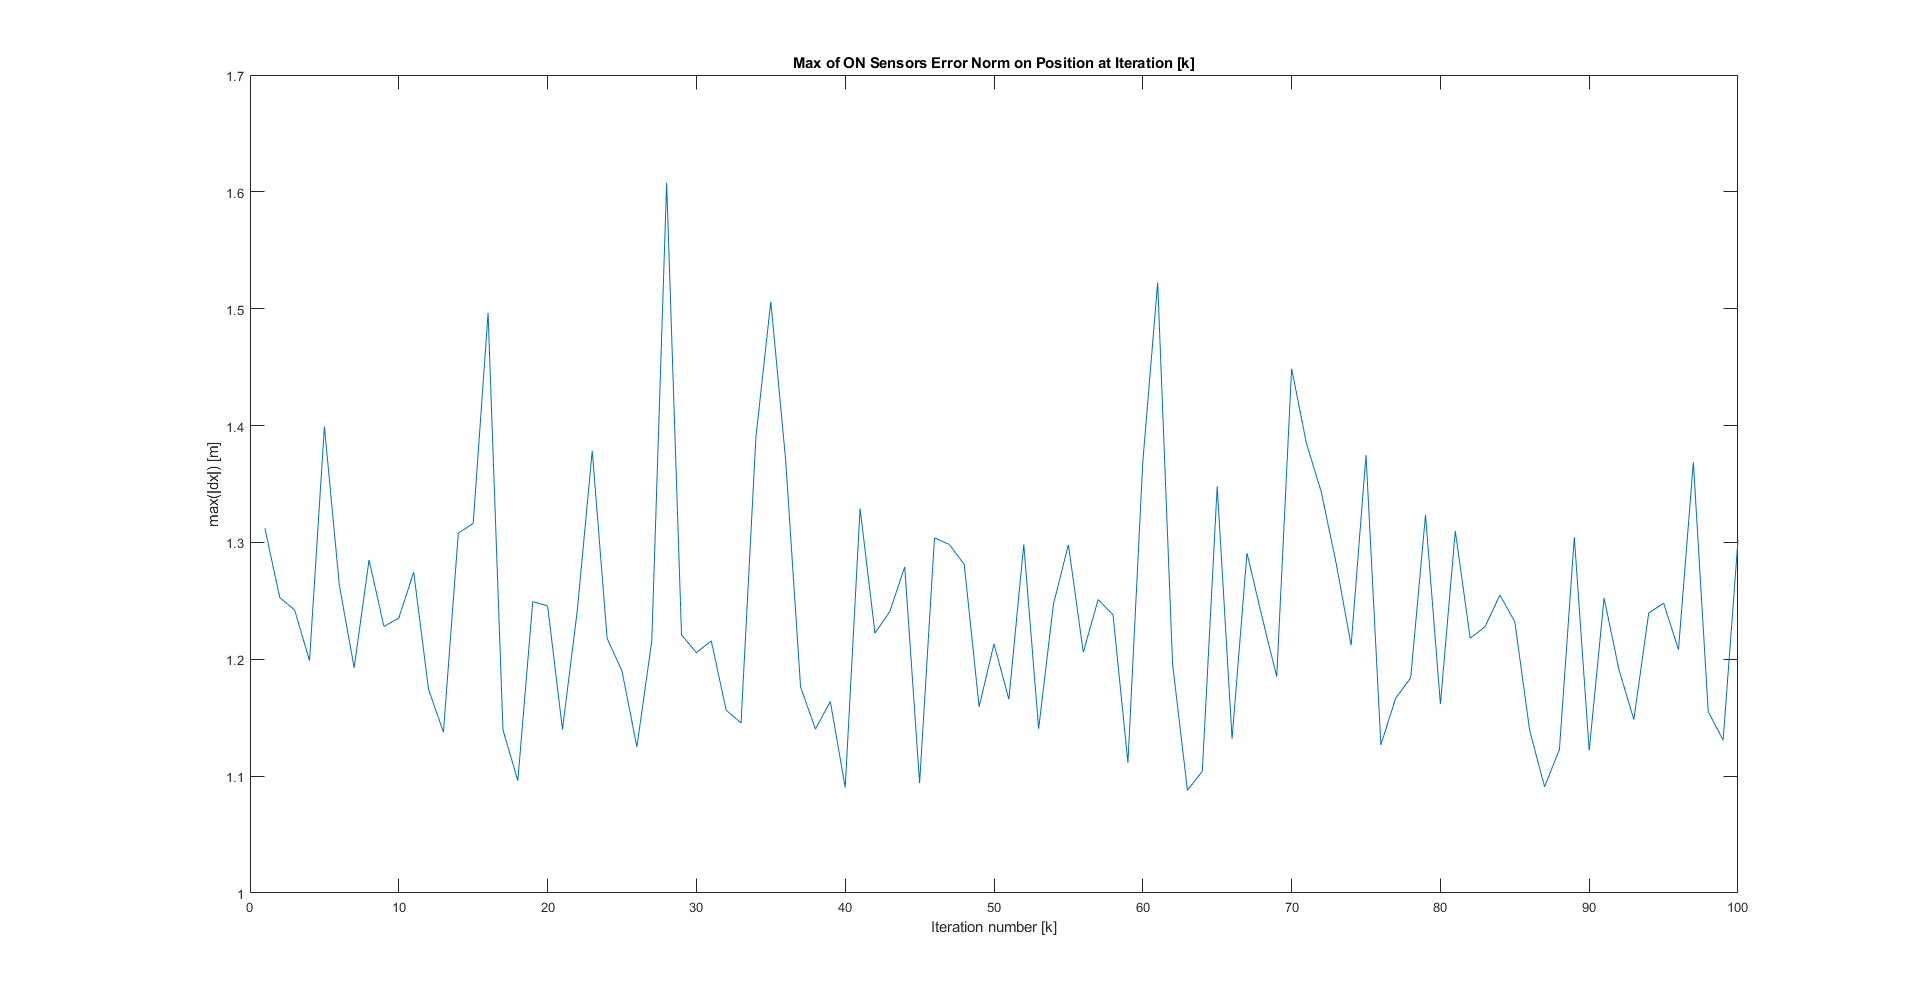 Max of ON Sensors Error Norm on Position at Iteration [k]
1.7
1.6
1.5
1.4
1.3
1.2
1.1
1
max(|dx|) [m]
0 10 20 30 40 50 60 70 80 90 100
Iteration number [k]